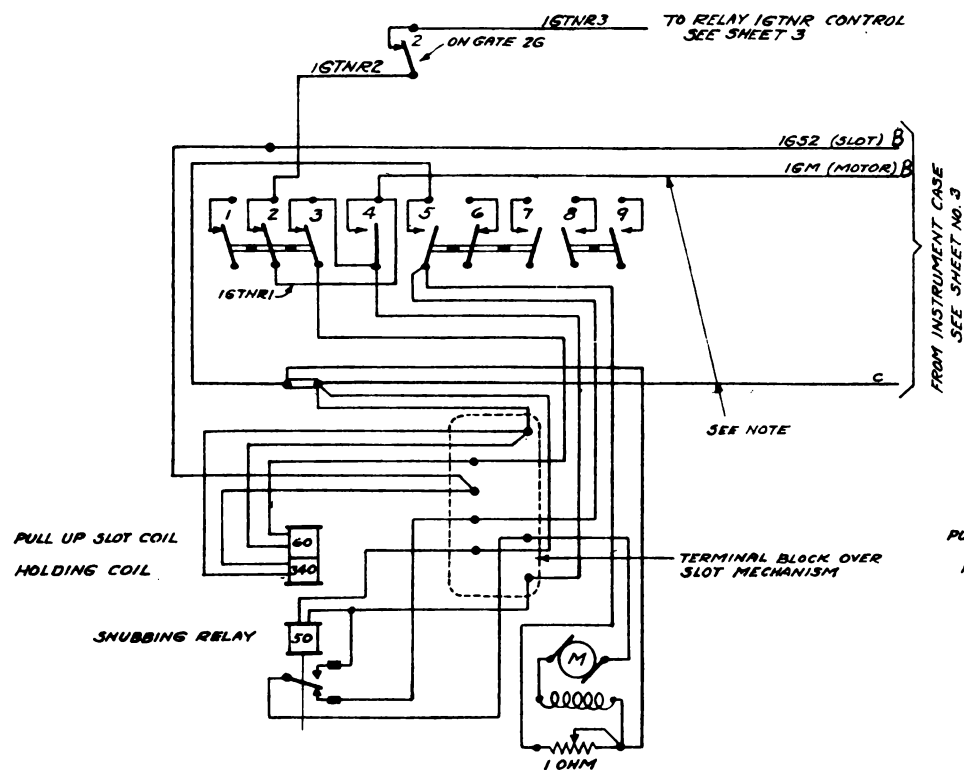 1GTNR3
TO RELAY 1GTNR CONTROL
SEE SHEET 3
2
ON GATE 2G
1GTNR2
1GS2 (SLOT) B
1GM (MOTOR) B
1 2 3 4 5 6 7 8 9
1GTNR1
FROM INSTRUMENT CASE
SEE SHEET NO. 3
C
SEE NOTE
PULL UP SLOT COIL
60
HOLDING COIL
340
TERMINAL BLOCK OVER
SLOT MECHANISM
SNUBBING RELAY
50
M
1 OHM